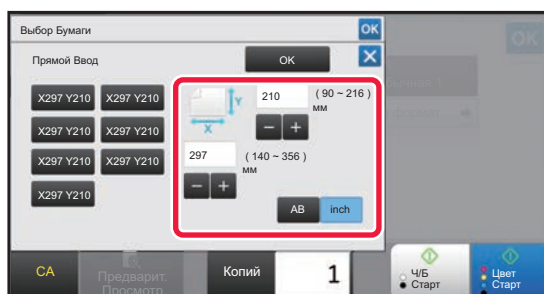 Выбор Бумаги
OK
OK
Прямой Ввод
OK
X297 Y210
X297 Y210
Y
X
210
( 90 ~ 216 )
мм
X297 Y210
X297 Y210
297
( 140 ~ 356 )
мм
X297 Y210
X297 Y210
X297 Y210
AB
inch
CA
Предварит.
Просмотр
Копий
1
Ч/Б
Старт
Цвет
Старт